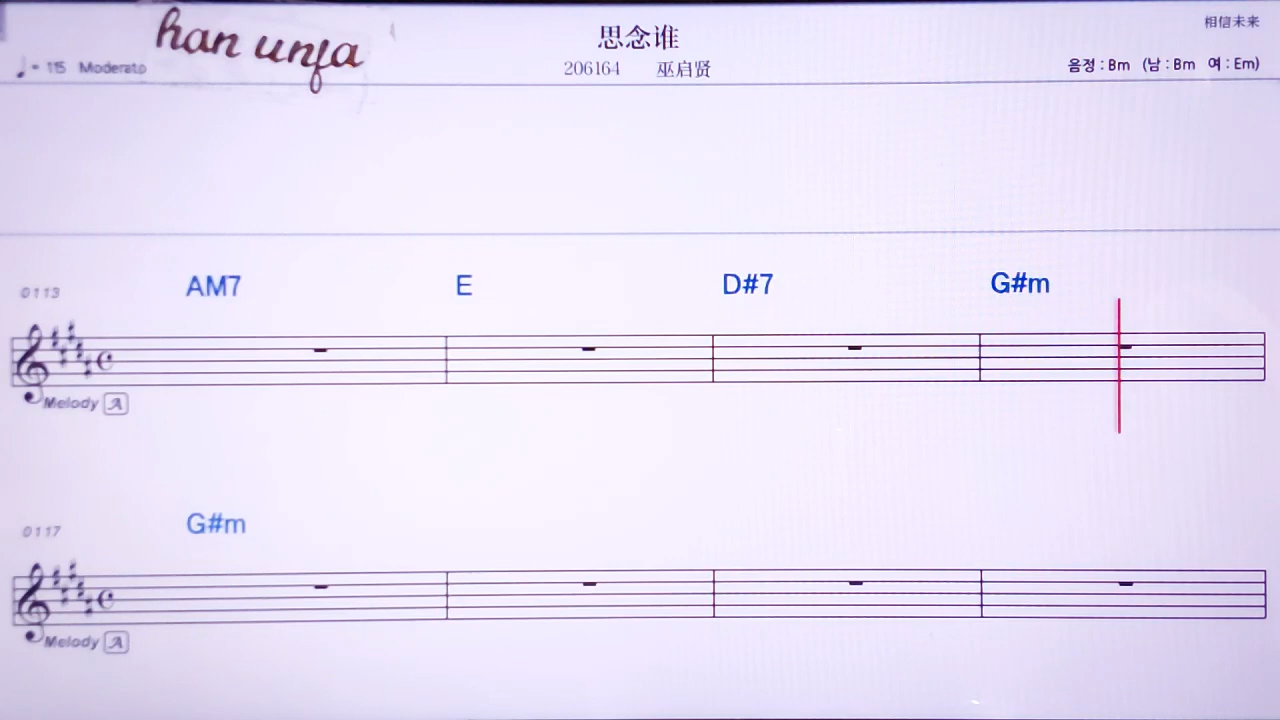 han unja
思念谁
相信未来
♩= 115 Moderato
206164 巫启贤
음정 : Bm (남 : Bm 여 : Em)
AM7 E D#7 G#m
0113
Melody A
G#m
0117
Melody A